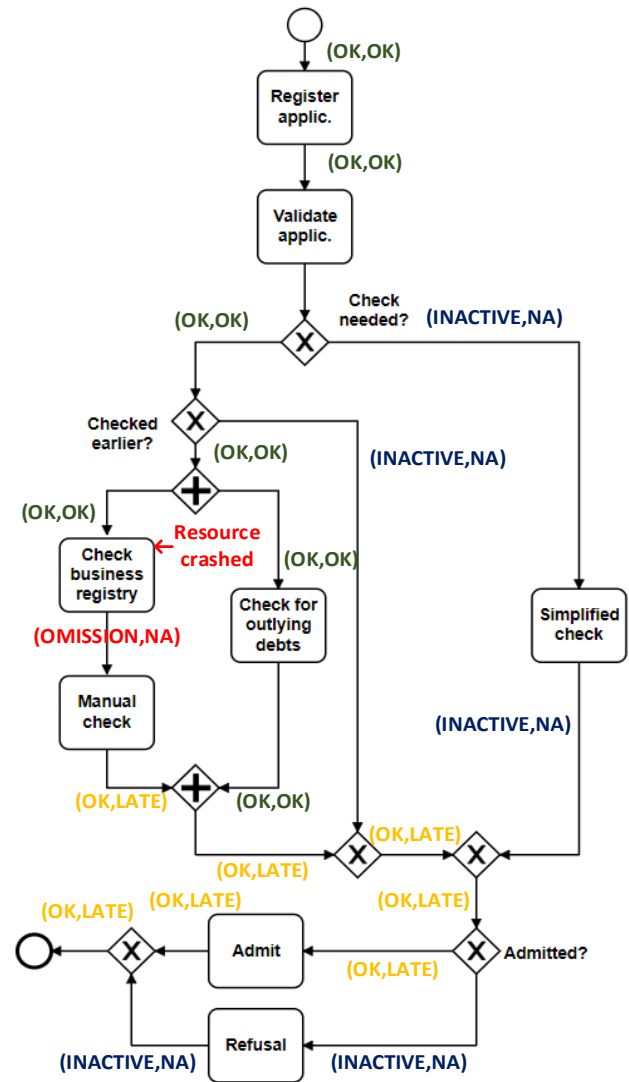 (OK,OK)
Register
applic.
(OK,OK)
Validate
applic.
Check
needed?
(OK,OK)
(INACTIVE,NA)
Checked
earlier?
(OK,OK)
(INACTIVE,NA)
(OK,OK)
Resource
crashed
Check
business
registry
(OK,OK)
Check for
outlying
debts
Simplified
check
(OMISSION,NA)
Manual
check
(INACTIVE,NA)
(OK,LATE)
(OK,OK)
(OK,LATE)
(OK,LATE)
(OK,LATE)
(OK,LATE)
(OK,LATE)
Admit
Admitted?
(OK,LATE)
Refusal
(INACTIVE,NA)
(INACTIVE,NA)